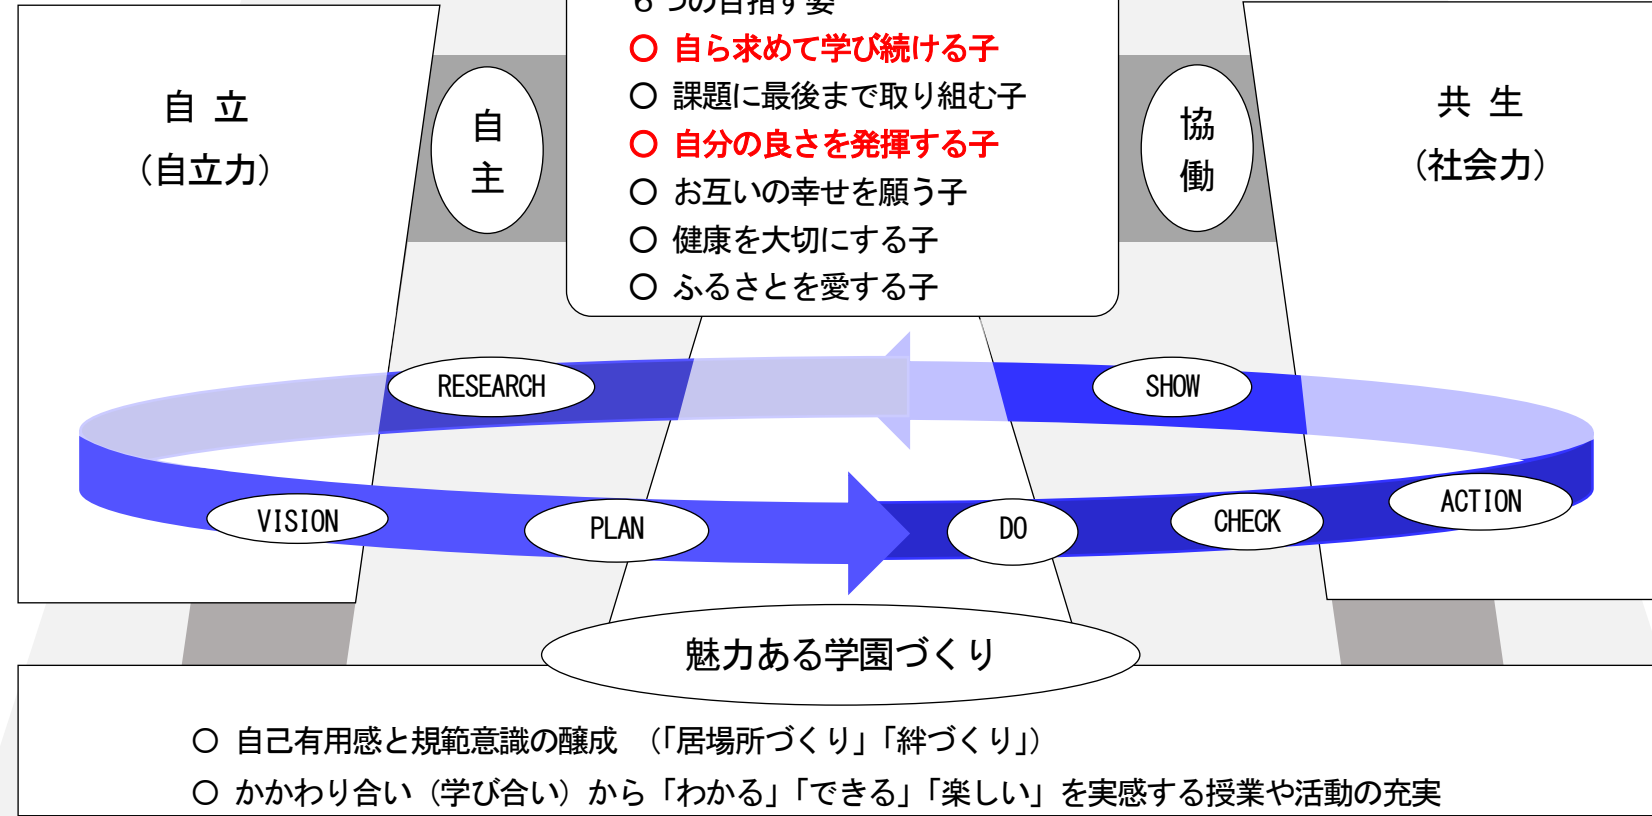 ６つの目指す姿
○ 自ら求めて学び続ける子
○ 課題に最後まで取り組む子
○ 自分の良さを発揮する子
○ お互いの幸せを願う子
○ 健康を大切にする子
○ ふるさとを愛する子
自 立
（自立力）
自
主
協
働
共 生
（社会力）
RESEARCH
SHOW
VISION
PLAN
DO
CHECK
ACTION
魅力ある学園づくり
○ 自己有用感と規範意識の醸成 （「居場所づくり」「絆づくり」）
○ かかわり合い（学び合い）から「わかる」「できる」「楽しい」を実感する授業や活動の充実